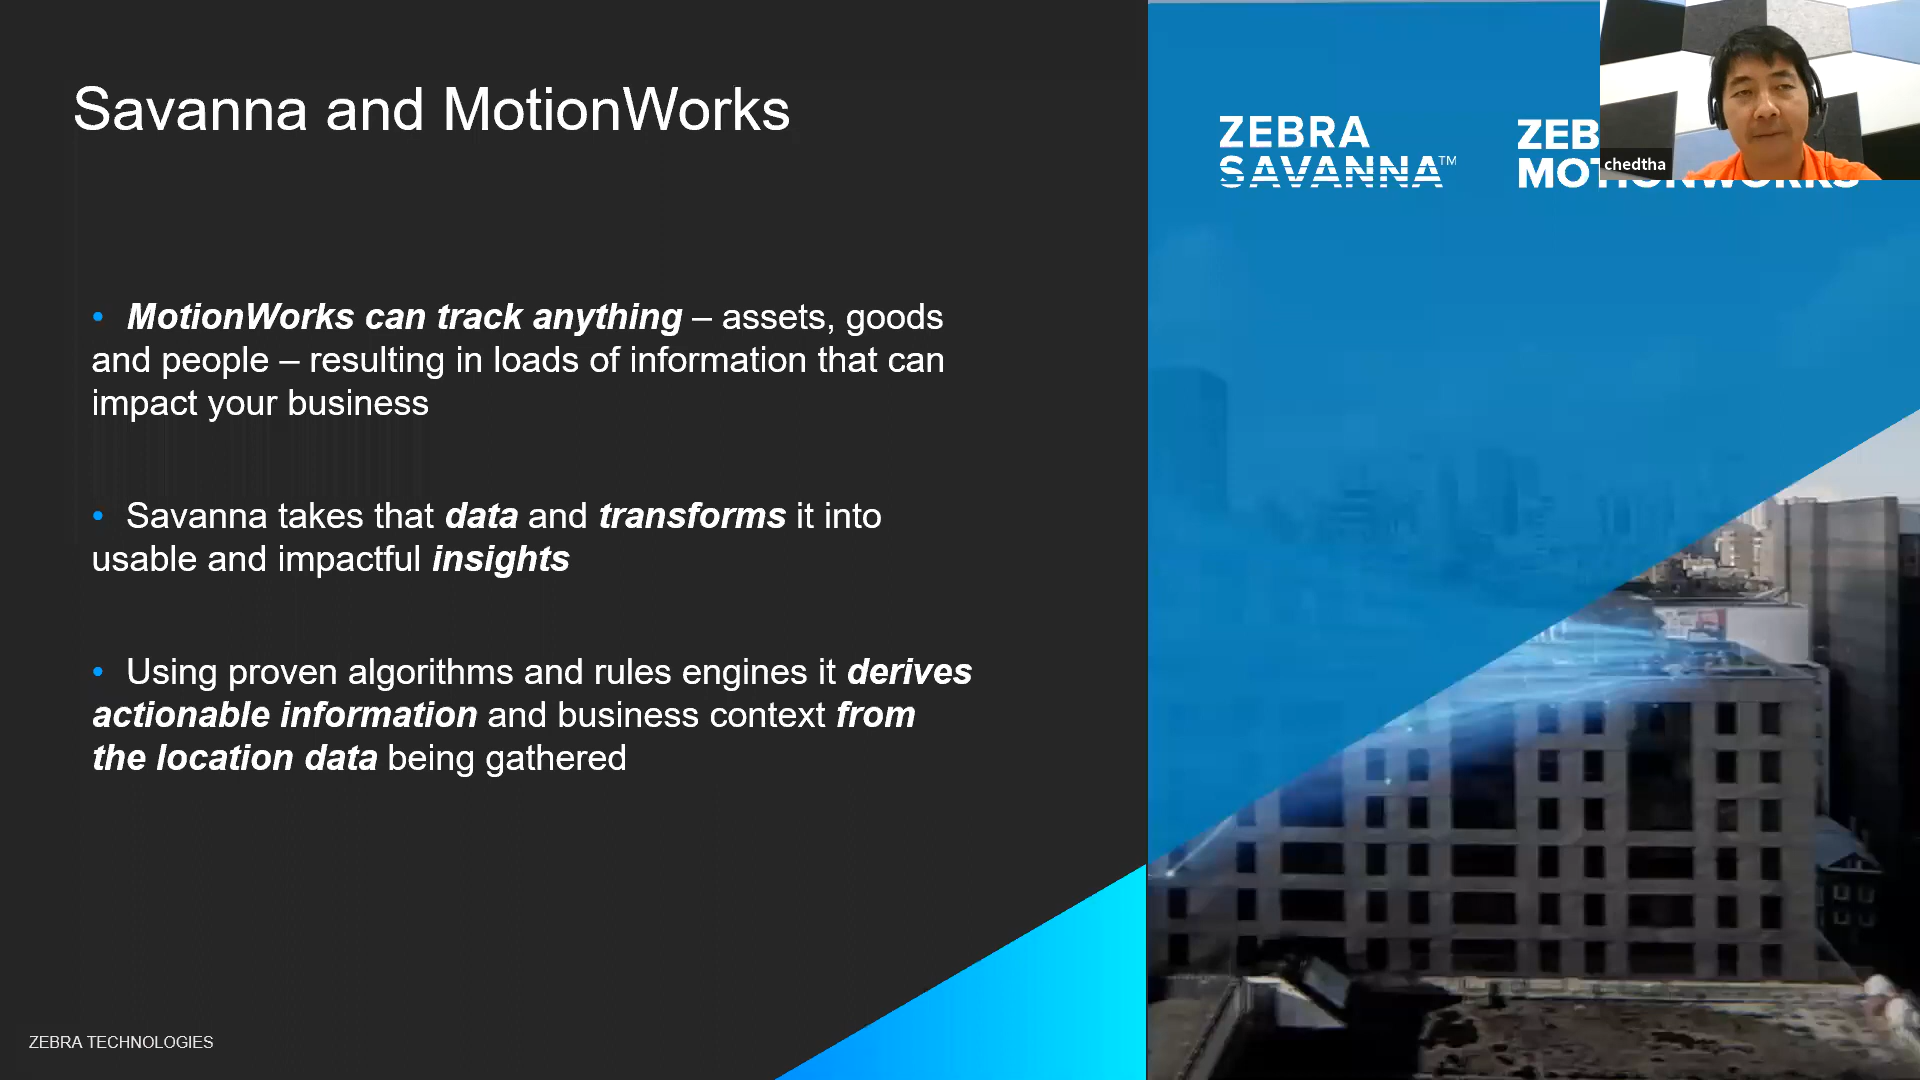 Savanna and MotionWorks
ZEBRA
SAVANNA™
ZEB
MOTIONWORKS
chedtha
• MotionWorks can track anything – assets, goods
and people – resulting in loads of information that can
impact your business
• Savanna takes that data and transforms it into
usable and impactful insights
• Using proven algorithms and rules engines it derives
actionable information and business context from
the location data being gathered
ZEBRA TECHNOLOGIES